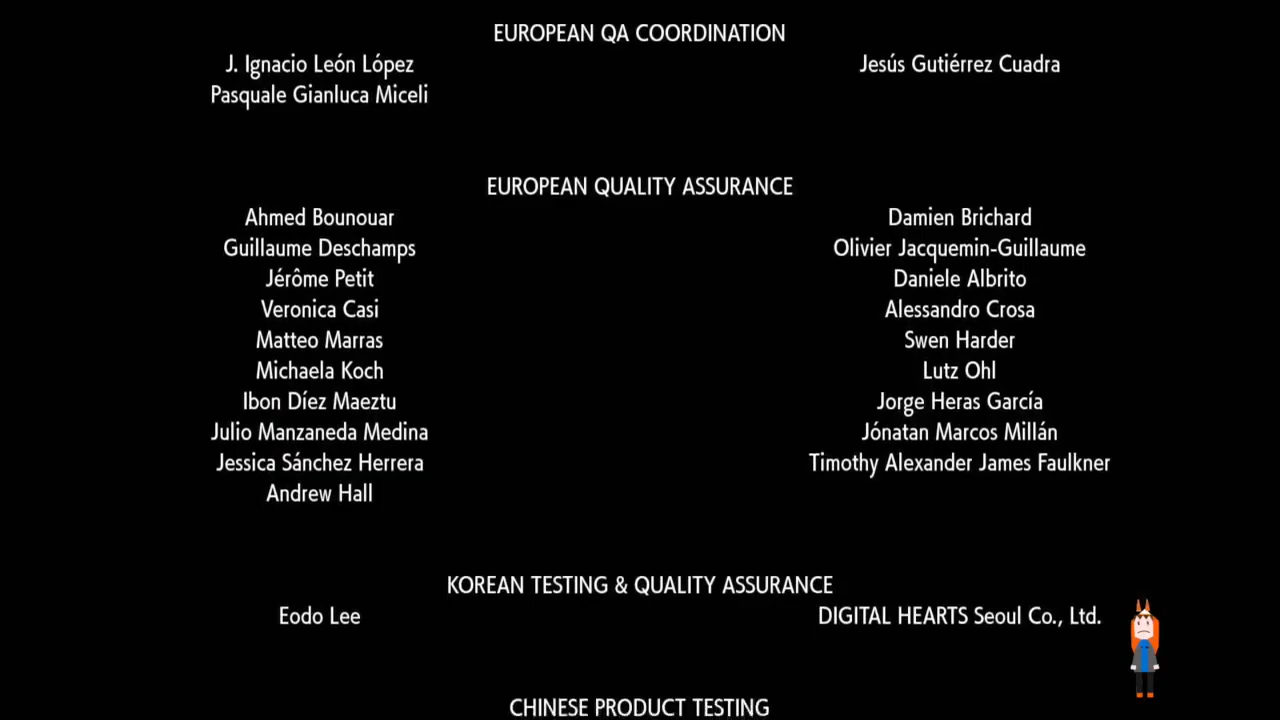 EUROPEAN QA COORDINATION
J. Ignacio León López Jesús Gutiérrez Cuadra
Pasquale Gianluca Miceli
EUROPEAN QUALITY ASSURANCE
Ahmed Bounouar Damien Brichard
Guillaume Deschamps Olivier Jacquemin-Guillaume
Jérôme Petit Daniele Albrito
Veronica Casi Alessandro Crosa
Matteo Marras Swen Harder
Michaela Koch Lutz Ohl
Ibon Díez Maeztu Jorge Heras García
Julio Manzaneda Medina Jónatan Marcos Millán
Jessica Sánchez Herrera Timothy Alexander James Faulkner
Andrew Hall
KOREAN TESTING & QUALITY ASSURANCE
Eodo Lee DIGITAL HEARTS Seoul Co., Ltd.
CHINESE PRODUCT TESTING